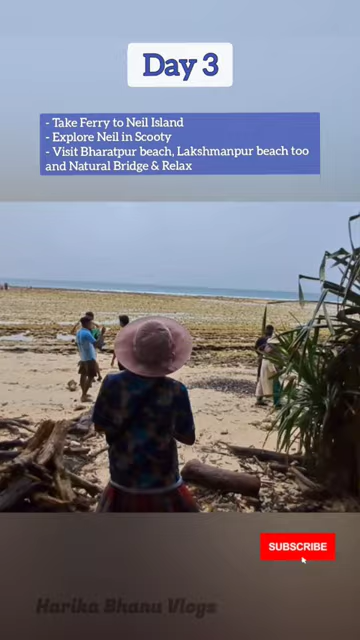 Day 3
- Take Ferry to Neil Island
- Explore Neil in Scooty
- Visit Bharatpur beach, Lakshmanpur beach too
and Natural Bridge & Relax
SUBSCRIBE
Harika Bhanu Vlogs